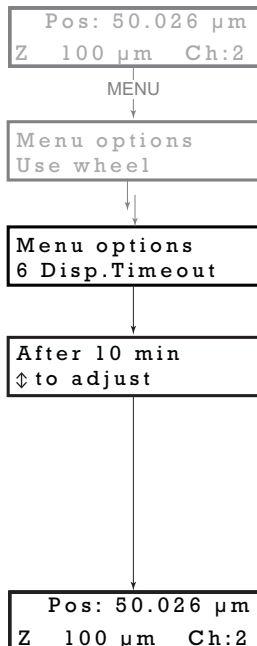 Pos: 50.026 µm
Z 100 µm Ch:2
MENU
Menu options
Use wheel
Menu options
6 Disp.Timeout
After 10 min
⇕ to adjust
Pos: 50.026 µm
Z 100 µm Ch:2